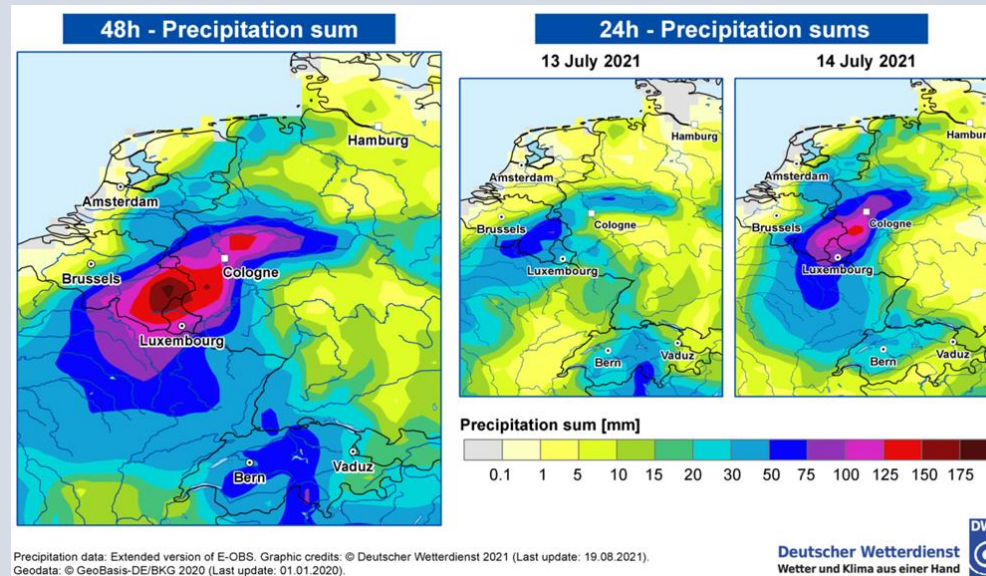 48h - Precipitation sum
24h - Precipitation sums
13 July 2021
14 July 2021
Hamburg
Amsterdam
Brussels
Cologne
Luxembourg
Bern
Vaduz
Hamburg
Amsterdam
Brussels
Cologne
Luxembourg
Bern
Vaduz
Hamburg
Amsterdam
Brussels
Cologne
Luxembourg
Bern
Vaduz
Precipitation sum [mm]
0.1 1 5 10 15 20 30 50 75 100 125 150 175
Precipitation data: Extended version of E-OBS. Graphic credits: © Deutscher Wetterdienst 2021 (Last update: 19.08.2021).
Geodata: © GeoBasis-DE/BKG 2020 (Last update: 01.01.2020).
Deutscher Wetterdienst
Wetter und Klima aus einer Hand